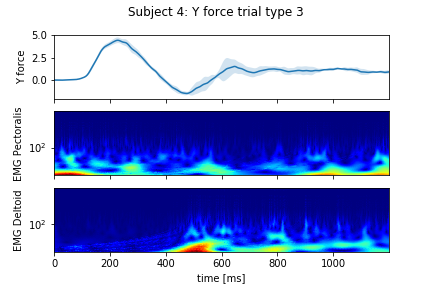 Subject 4: Y force trial type 3
Y force
5.0
2.5
0.0
EMG Pectoralis
10²
EMG Deltoid
10²
0 200 400 600 800 1000
time [ms]